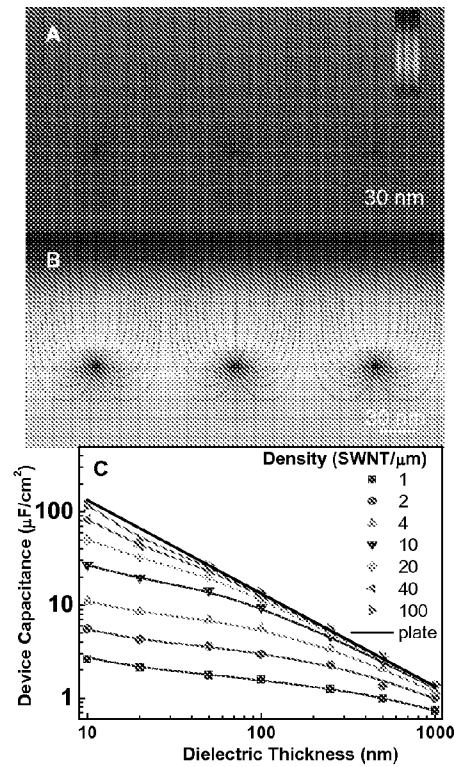 A
30 nm
B
30 nm
C
Density (SWNT/μm)
1
2
4
10
20
40
100
plate
Device Capacitance (μF/cm²)
100
10
1
10
100
1000
Dielectric Thickness (nm)